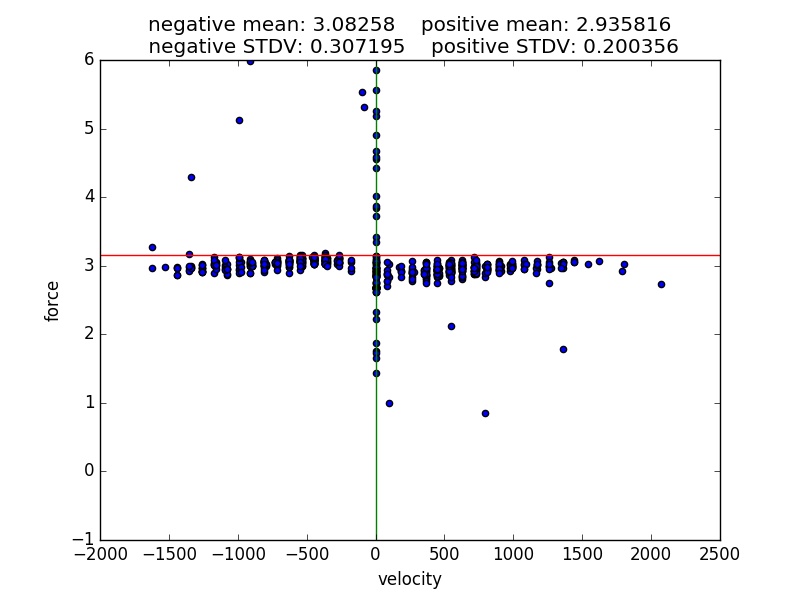 negative mean: 3.08258 positive mean: 2.935816
negative STDV: 0.307195 positive STDV: 0.200356
6
5
4
3
2
1
0
−1
force
−2000 −1500 −1000 −500 0 500 1000 1500 2000 2500
velocity